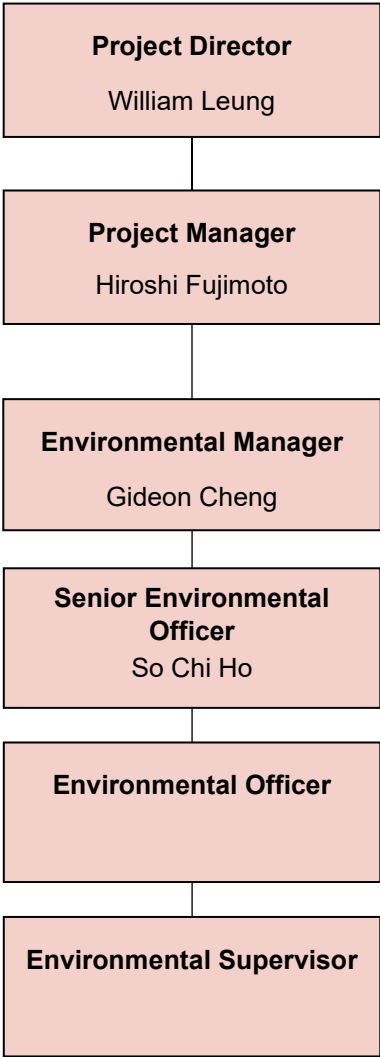 Project Director
William Leung
Project Manager
Hiroshi Fujimoto
Environmental Manager
Gideon Cheng
Senior Environmental
Officer
So Chi Ho
Environmental Officer
Environmental Supervisor